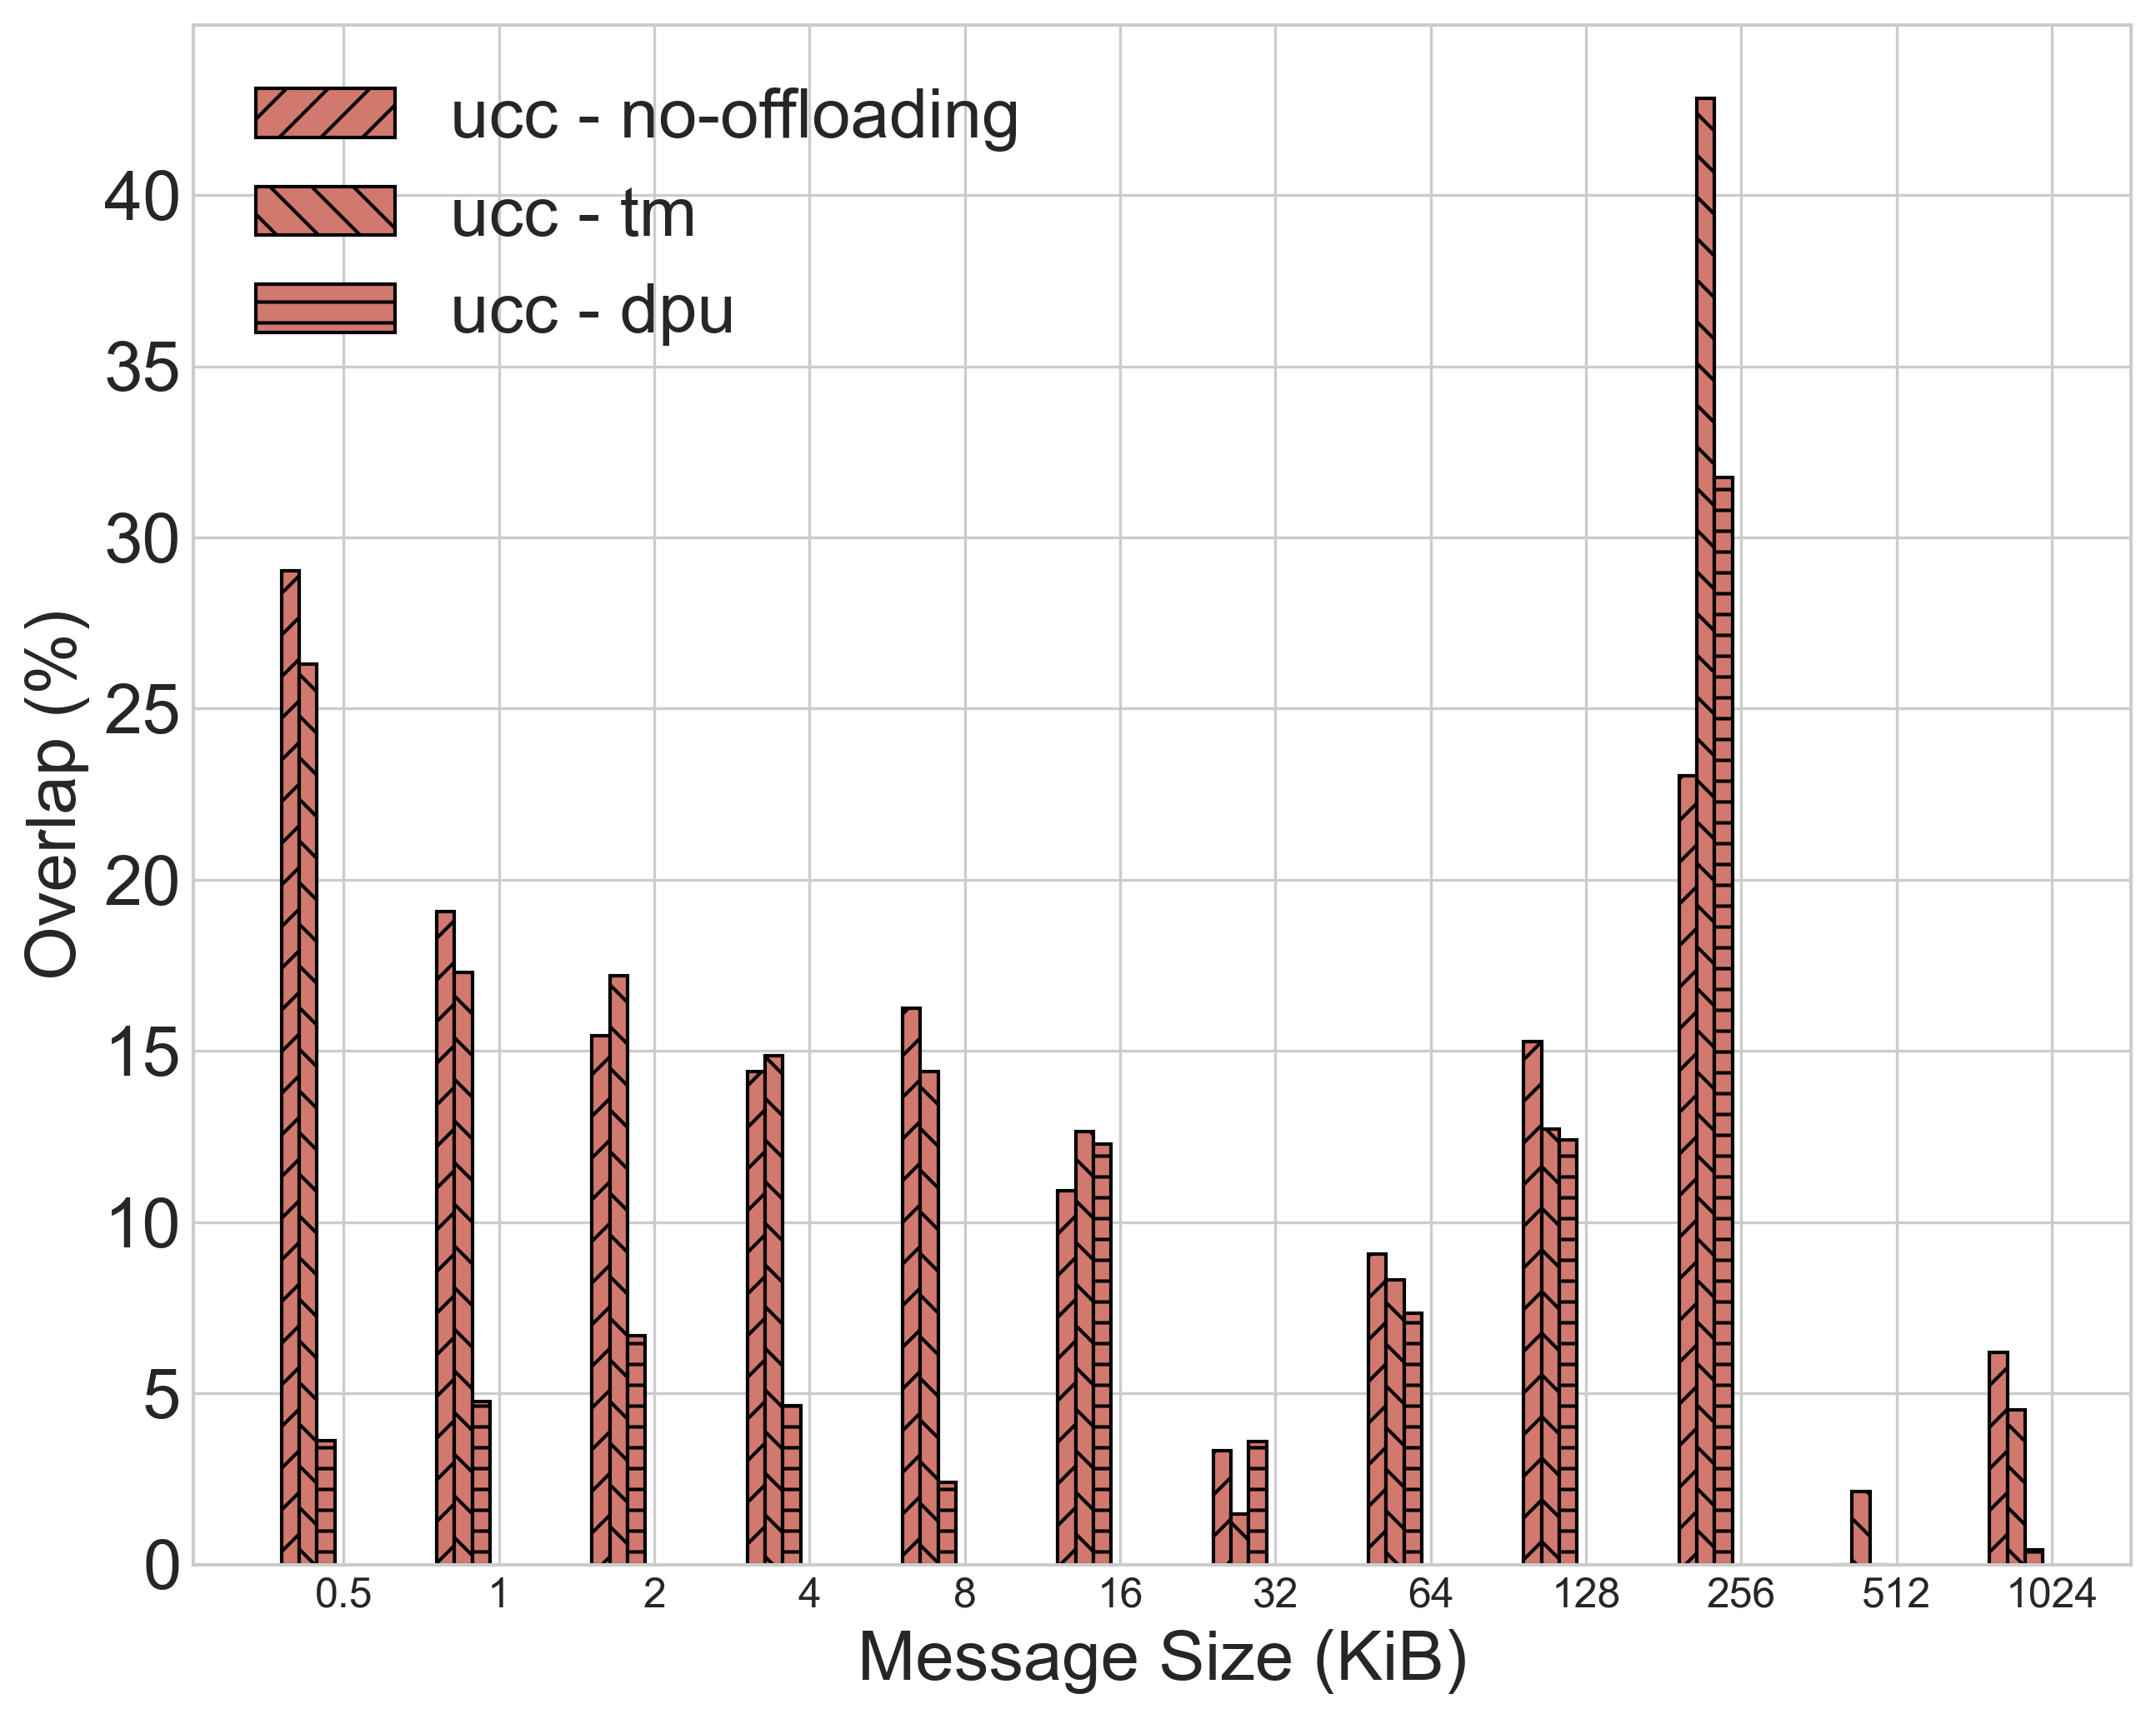 ucc - no-offloading
ucc - tm
ucc - dpu
Overlap (%)
40
35
30
25
20
15
10
5
0
0.5 1 2 4 8 16 32 64 128 256 512 1024
Message Size (KiB)